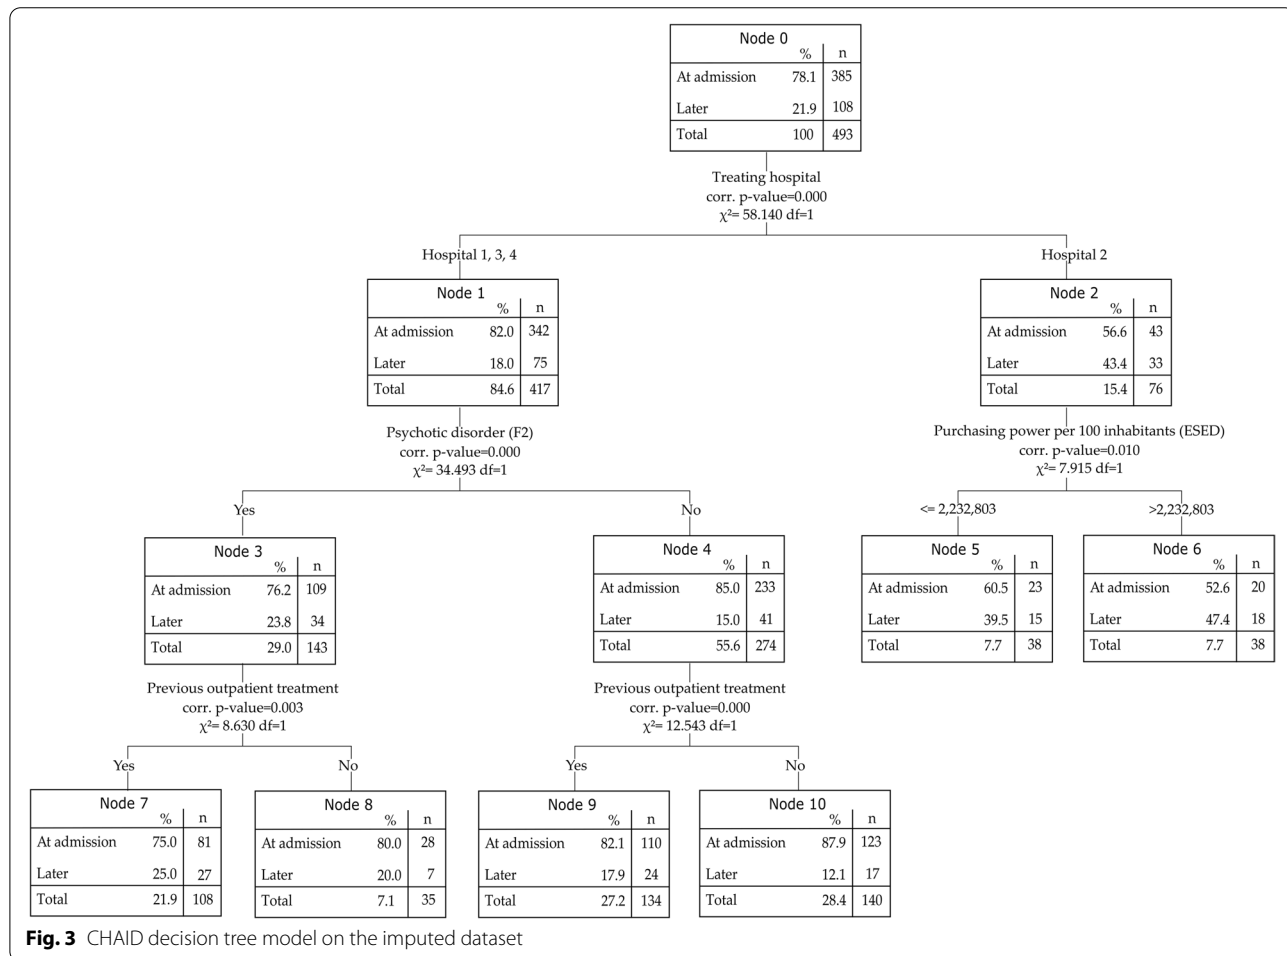 Node 0
% n
At admission 78.1 385
Later 21.9 108
Total 100 493
Treating hospital
corr. p-value=0.000
χ²= 58.140 df=1
Hospital 1, 3, 4
Hospital 2
Node 1
% n
At admission 82.0 342
Later 18.0 75
Total 84.6 417
Node 2
% n
At admission 56.6 43
Later 43.4 33
Total 15.4 76
Psychotic disorder (F2)
corr. p-value=0.000
χ²= 34.493 df=1
Purchasing power per 100 inhabitants (ESED)
corr. p-value=0.010
χ²= 7.915 df=1
Yes
No
<= 2,232,803
>2,232,803
Node 3
% n
At admission 76.2 109
Later 23.8 34
Total 29.0 143
Node 4
% n
At admission 85.0 233
Later 15.0 41
Total 55.6 274
Node 5
% n
At admission 60.5 23
Later 39.5 15
Total 7.7 38
Node 6
% n
At admission 52.6 20
Later 47.4 18
Total 7.7 38
Previous outpatient treatment
corr. p-value=0.003
χ²= 8.630 df=1
Previous outpatient treatment
corr. p-value=0.000
χ²= 12.543 df=1
Yes
No
Yes
No
Node 7
% n
At admission 75.0 81
Later 25.0 27
Total 21.9 108
Node 8
% n
At admission 80.0 28
Later 20.0 7
Total 7.1 35
Node 9
% n
At admission 82.1 110
Later 17.9 24
Total 27.2 134
Node 10
% n
At admission 87.9 123
Later 12.1 17
Total 28.4 140
Fig. 3 CHAID decision tree model on the imputed dataset